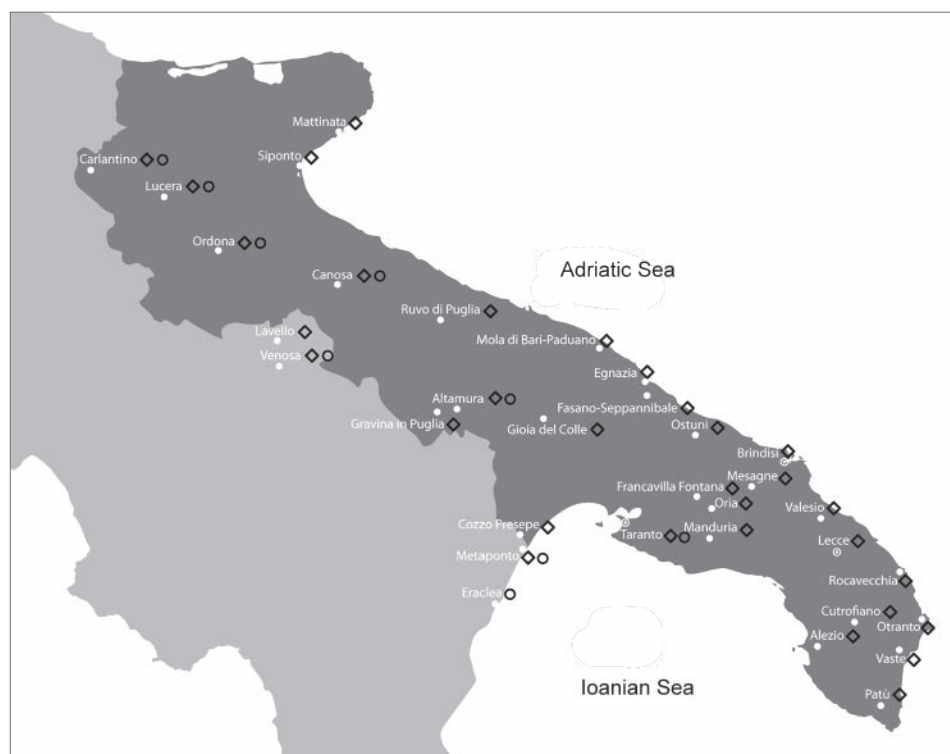 Mattinata
Carlantino
Siponto
Lucera
Ordona
Adriatic Sea
Canosa
Ruvo di Puglia
Lavello
Mola di Bari-Paduano
Venosa
Egnazia
Altamura
Fasano-Seppannibale
Gravina in Puglia
Gioia del Colle
Ostuni
Brindisi
Mesagne
Francavilla Fontana
Oria
Valesio
Cozzo Presepe
Taranto
Manduria
Lecce
Metaponto
Rocavecchia
Eraclea
Cutrofiano
Otranto
Alezio
Vaste
Ioanian Sea
Patù